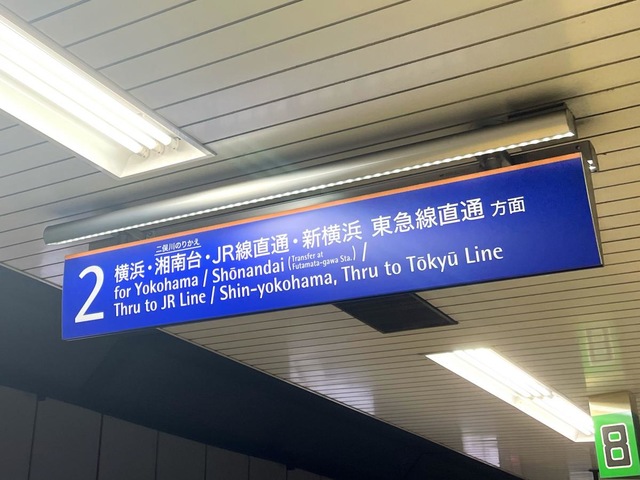 2
二俣川のりかえ
横浜・湘南台・JR線直通・新横浜 東急線直通 方面
for Yokohama / Shōnandai (Transfer at Futamata-gawa Sta.) /
Thru to JR Line / Shin-yokohama, Thru to Tōkyū Line
8